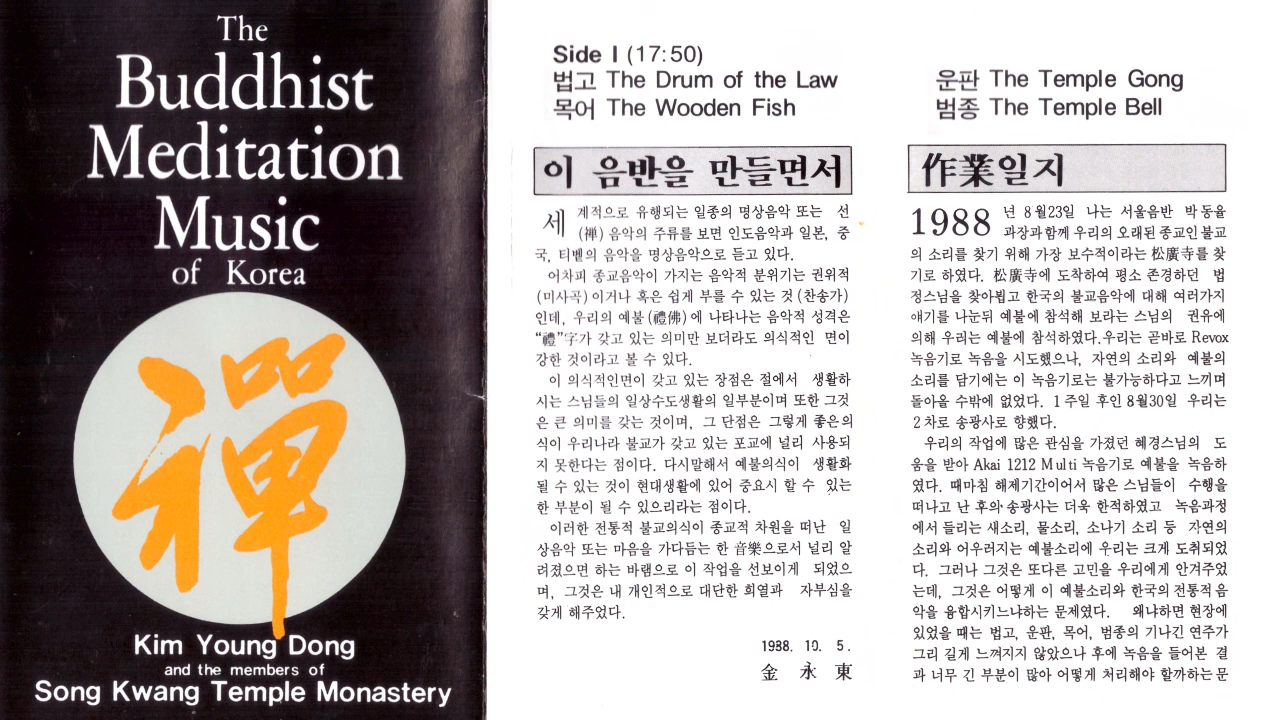 The
Buddhist
Meditation
Music
of Korea
禪
Kim Young Dong
and the members of
Song Kwang Temple Monastery
Side I (17:50)
법고 The Drum of the Law
목어 The Wooden Fish
이 음반을 만들면서
세계적으로 유행되는 일종의 명상음악 또는 선
(禪) 음악의 주류를 보면 인도음악과 일본, 중
국, 티벹의 음악을 명상음악으로 듣고 있다.
어차피 종교음악이 가지는 음악적 분위기는 권위적
(미사곡) 이거나 혹은 쉽게 부를 수 있는 것 (찬송가)
인데, 우리의 예불 (禮佛) 에 나타나는 음악적 성격은
“禮”字가 갖고 있는 의미만 보더라도 의식적인 면이
강한 것이라고 볼 수 있다.
이 의식적인면이 갖고 있는 장점은 절에서 생활하
시는 스님들의 일상수도생활의 일부분이며 또한 그것
은 큰 의미를 갖는 것이며, 그 단점은 그렇게 좋은의
식이 우리나라 불교가 갖고 있는 포교에 널리 사용되
지 못한다는 점이다. 다시말해서 예불의식이 생활화
될 수 있는 것이 현대생활에 있어 중요시 할 수 있는
한 부분이 될 수 있으리라는 점이다.
이러한 전통적 불교의식이 종교적 차원을 떠난 일
상음악 또는 마음을 가다듬는 한 音樂으로서 널리 알
려졌으면 하는 바램으로 이 작업을 선보이게 되었으
며, 그것은 내 개인적으로 대단한 희열과 자부심을
갖게 해주었다.
1988. 10. 5.
金 永 東
운판 The Temple Gong
범종 The Temple Bell
作業일지
1988년 8월23일 나는 서울음반 박동율
과장과함께 우리의 오래된 종교인 불교
의 소리를 찾기 위해 가장 보수적이라는 松廣寺를 찾
기로 하였다. 松廣寺에 도착하여 평소 존경하던 법
정스님을 찾아뵙고 한국의 불교음악에 대해 여러가지
얘기를 나눈뒤 예불에 참석해 보라는 스님의 권유에
의해 우리는 예불에 참석하였다.우리는 곧바로 Revox
녹음기로 녹음을 시도했으나, 자연의 소리와 예불의
소리를 담기에는 이 녹음기로는 불가능하다고 느끼며
돌아올 수밖에 없었다. 1주일 후인 8월30일 우리는
2차로 송광사로 향했다.
우리의 작업에 많은 관심을 가졌던 혜경스님의 도
움을 받아 Akai 1212 Multi 녹음기로 예불을 녹음하
였다. 때마침 해제기간이어서 많은 스님들이 수행을
떠나고 난 후의 송광사는 더욱 한적하였고 녹음과정
에서 들리는 새소리, 물소리, 소나기 소리 등 자연의
소리와 어우러지는 예불소리에 우리는 크게 도취되었
다. 그러나 그것은 또다른 고민을 우리에게 안겨주었
는데, 그것은 어떻게 이 예불소리와 한국의 전통적 음
악을 융합시키느냐하는 문제였다. 왜냐하면 현장에
있었을 때는 법고, 운판, 목어, 범종의 기나긴 연주가
그리 길게 느껴지지 않았으나 후에 녹음을 들어본 결
과 너무 긴 부분이 많아 어떻게 처리해야 할까하는 문